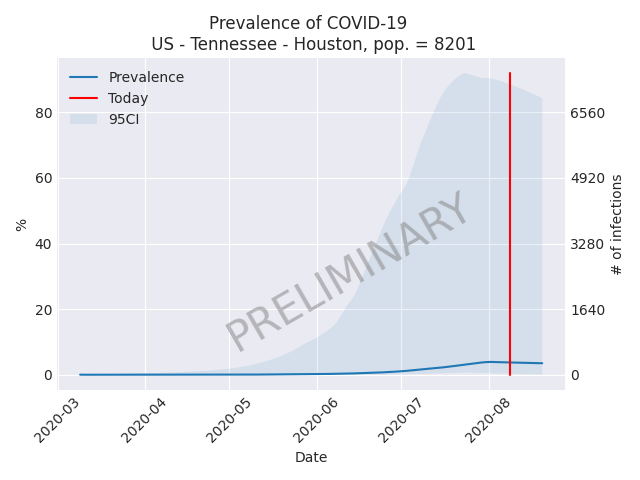 Prevalence of COVID-19
US - Tennessee - Houston, pop. = 8201
Prevalence
Today
95CI
PRELIMINARY
%
80
60
40
20
0
6560
4920
3280
1640
0
# of infections
2020-03
2020-04
2020-05
2020-06
2020-07
2020-08
Date